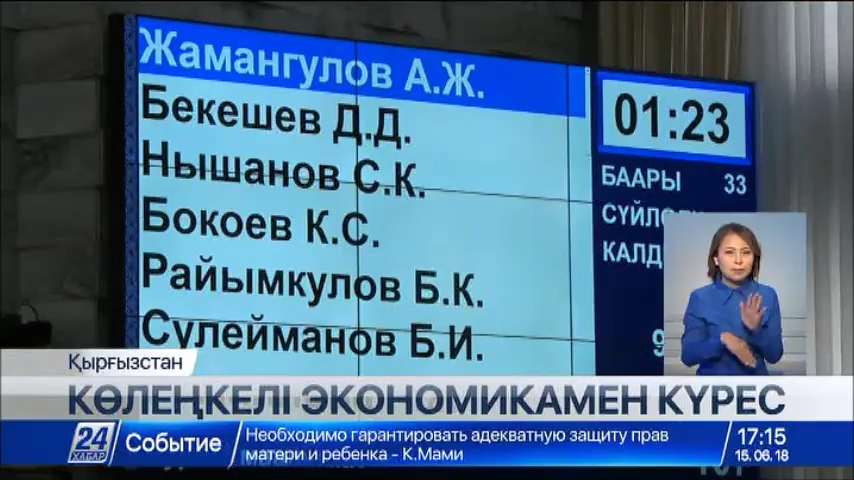 Жамангулов А.Ж.
Бекешев Д.Д.
Нышанов С.К.
Бокоев К.С.
Райымкулов Б.К.
Сулейманов Б.И.
01:23
БААРЫ 33
Қырғызстан
КӨЛЕҢКЕЛІ ЭКОНОМИКАМЕН КҮРЕС
24
ХАБАР
Событие
Необходимо гарантировать адекватную защиту прав
матери и ребенка - К.Мами
17:15
15.06.18